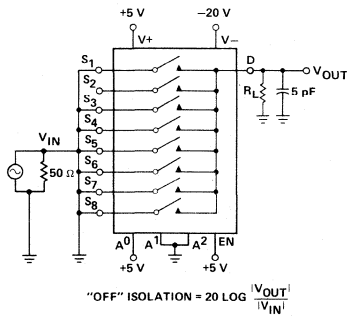 +5 V
−20 V
V+
V−
S1
S2
S3
S4
S5
S6
S7
S8
D
VOUT
RL
5 pF
VIN
50 Ω
A0
A1
A2
EN
+5 V
+5 V
"OFF" ISOLATION = 20 LOG |VOUT|
|VIN|